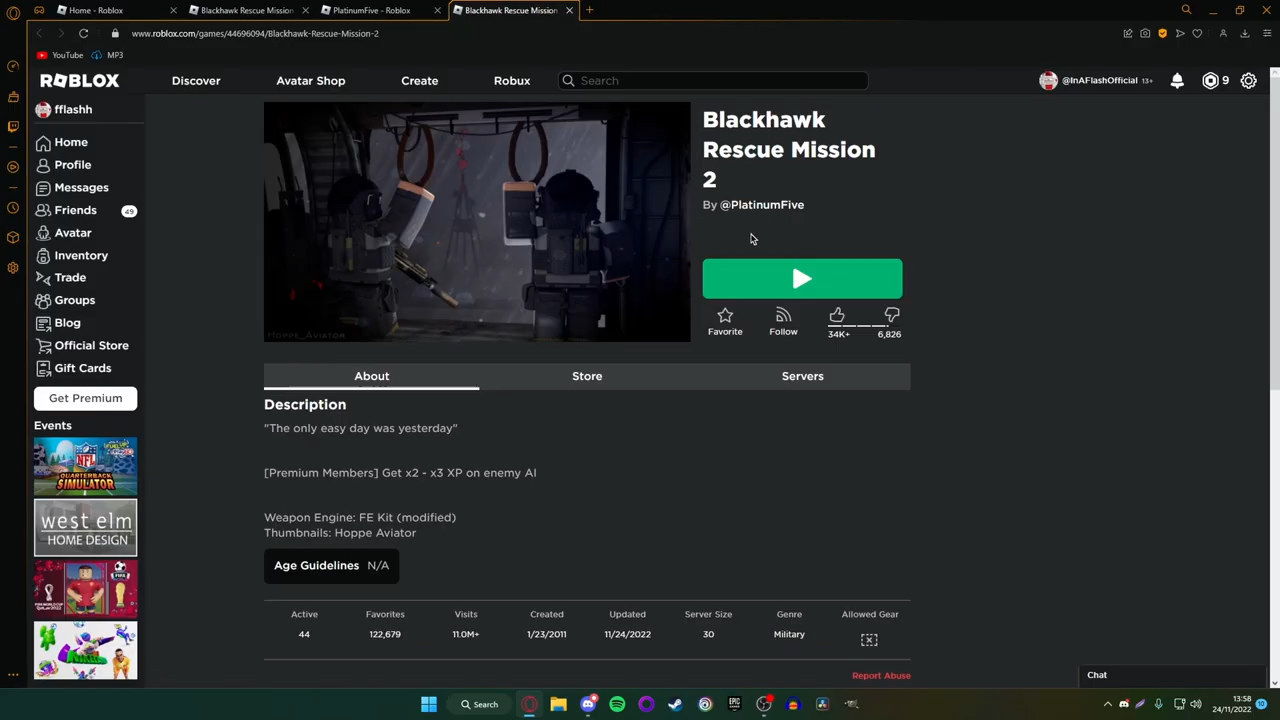 Home - Roblox
Blackhawk Rescue Mission
PlatinumFive - Roblox
Blackhawk Rescue Mission
www.roblox.com/games/44696094/Blackhawk-Rescue-Mission-2
YouTube
MP3
ROBLOX
Discover
Avatar Shop
Create
Robux
Search
@InAFlashOfficial 13+
9
fflashh
Home
Profile
Messages
Friends
49
Avatar
Inventory
Trade
Groups
Blog
Official Store
Gift Cards
Get Premium
Events
NFL
QUARTERBACK
SIMULATOR
west elm
HOME DESIGN
HOPPE_AVIATOR
Blackhawk
Rescue Mission
2
By @PlatinumFive
Favorite
Follow
34K+
6,826
About
Store
Servers
Description
"The only easy day was yesterday"
[Premium Members] Get x2 - x3 XP on enemy AI
Weapon Engine: FE Kit (modified)
Thumbnails: Hoppe Aviator
Age Guidelines N/A
Active
Favorites
Visits
Created
Updated
Server Size
Genre
Allowed Gear
44
122,679
11.0M+
1/23/2011
11/24/2022
30
Military
Report Abuse
Chat
Search
13:58
24/11/2022